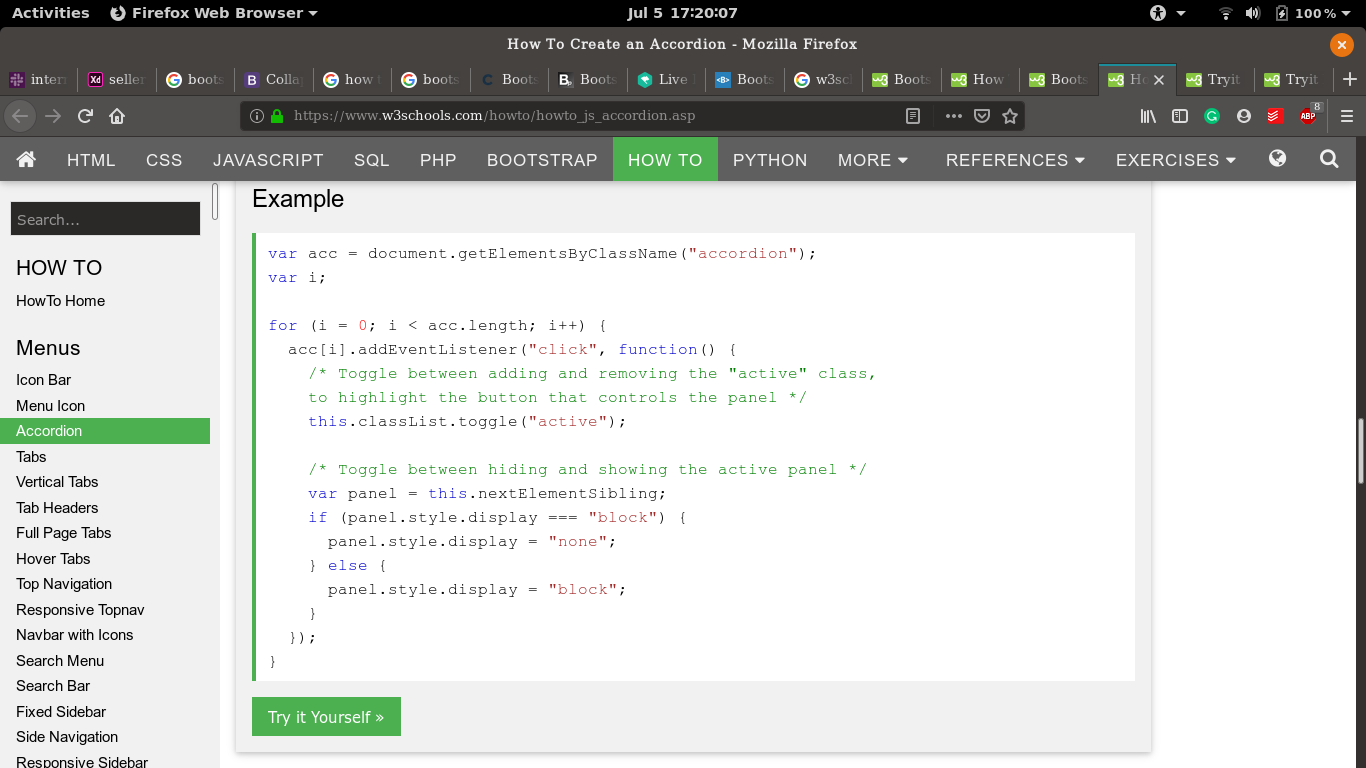 Activities Firefox Web Browser Jul 5 17:20:07 100 %
How To Create an Accordion - Mozilla Firefox
inter Xd seller boots B Colla how boots Boots B Boots Live Boots w3sc Boots How Boots Ho Tryit Tryit
https://www.w3schools.com/howto/howto_js_accordion.asp ABP 8
HTML CSS JAVASCRIPT SQL PHP BOOTSTRAP HOW TO PYTHON MORE REFERENCES EXERCISES
Search...
HOW TO
HowTo Home
Menus
Icon Bar
Menu Icon
Accordion
Tabs
Vertical Tabs
Tab Headers
Full Page Tabs
Hover Tabs
Top Navigation
Responsive Topnav
Navbar with Icons
Search Menu
Search Bar
Fixed Sidebar
Side Navigation
Responsive Sidebar
Example
var acc = document.getElementsByClassName("accordion");
var i;
for (i = 0; i < acc.length; i++) {
acc[i].addEventListener("click", function() {
/* Toggle between adding and removing the "active" class,
to highlight the button that controls the panel */
this.classList.toggle("active");
/* Toggle between hiding and showing the active panel */
var panel = this.nextElementSibling;
if (panel.style.display === "block") {
panel.style.display = "none";
} else {
panel.style.display = "block";
}
});
}
Try it Yourself »